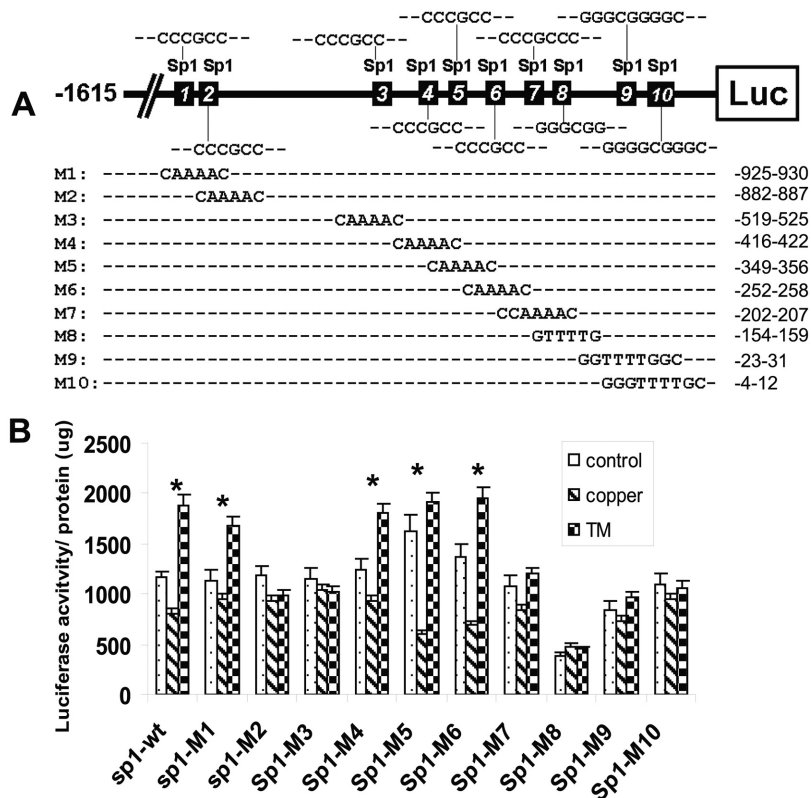 --CCCGCC--
--CCCGCC--
--CCCGCC--
--CCCGCCC--
--GGGCGGGGC--
Sp1 Sp1 Sp1 Sp1 Sp1 Sp1 Sp1 Sp1 Sp1 Sp1
A
-1615 1 2 3 4 5 6 7 8 9 10 Luc
--CCCGCC--
--CCCGCC--
--CCCGCC--
--GGGCGG--
--GGGGCGGGC--
M1: -----CAAAAC----- -925-930
M2: -----CAAAAC----- -882-887
M3: -----CAAAAC----- -519-525
M4: -----CAAAAC----- -416-422
M5: -----CAAAAC----- -349-356
M6: -----CAAAAC----- -252-258
M7: -----CCAAAAC----- -202-207
M8: -----GTTTTG----- -154-159
M9: -----GGTTTTGGC--- -23-31
M10: -----GGGTTTTGC- -4-12
B
Luciferase acvitvity/ protein (ug)
2500
2000
1500
1000
500
0
* * * * *
control
copper
TM
sp1-wt
sp1-M1
sp1-M2
Sp1-M3
Sp1-M4
Sp1-M5
Sp1-M6
Sp1-M7
Sp1-M8
Sp1-M9
Sp1-M10